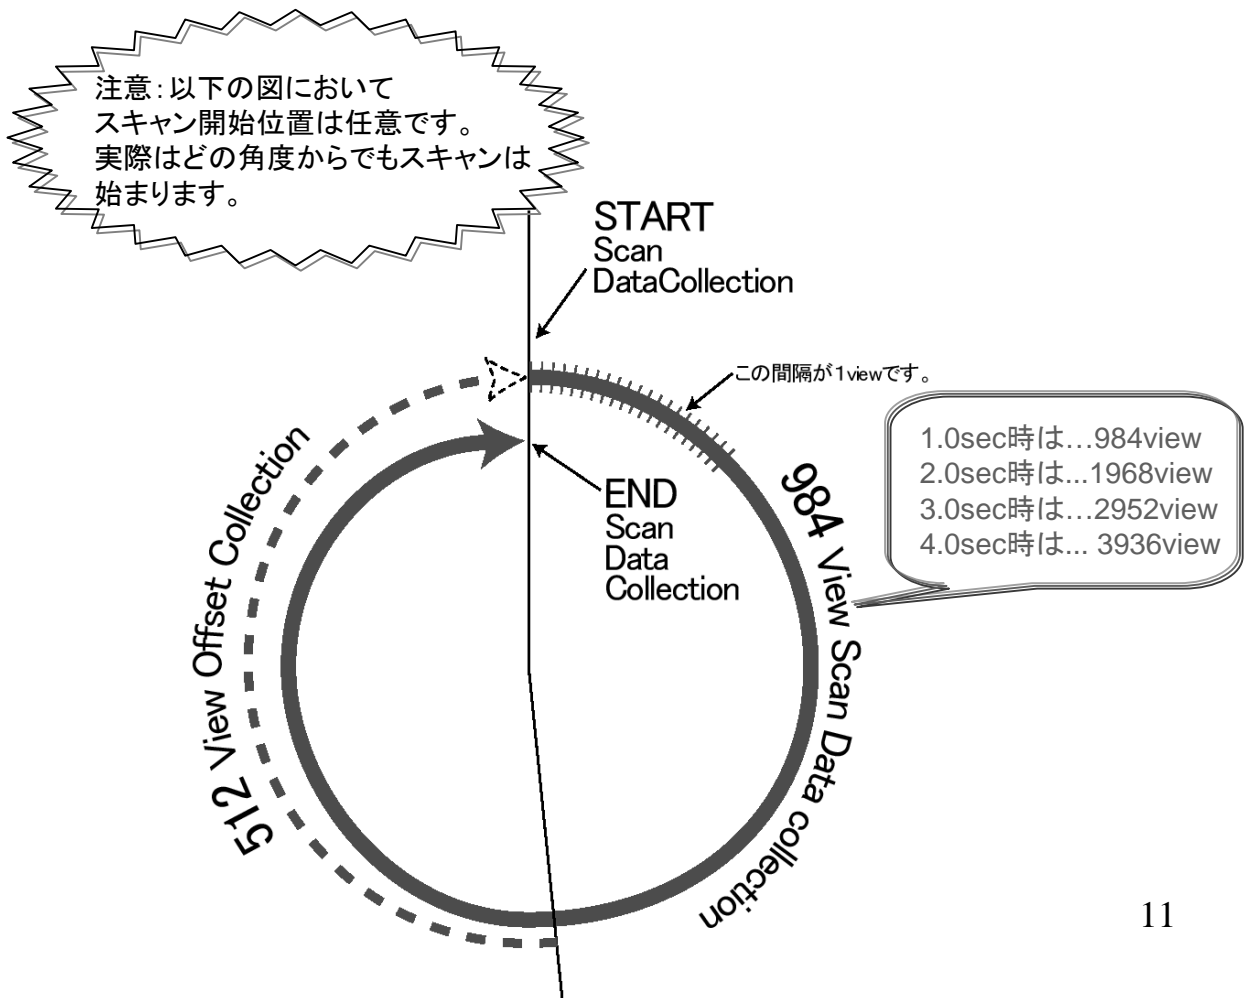 注意:以下の図において
スキャン開始位置は任意です。
実際はどの角度からでもスキャンは
始まります。
START
Scan
DataCollection
この間隔が1viewです。
1.0sec時は…984view
2.0sec時は...1968view
3.0sec時は…2952view
4.0sec時は... 3936view
END
Scan
Data
Collection
984 View Scan Data collection
512 View Offset Collection
11